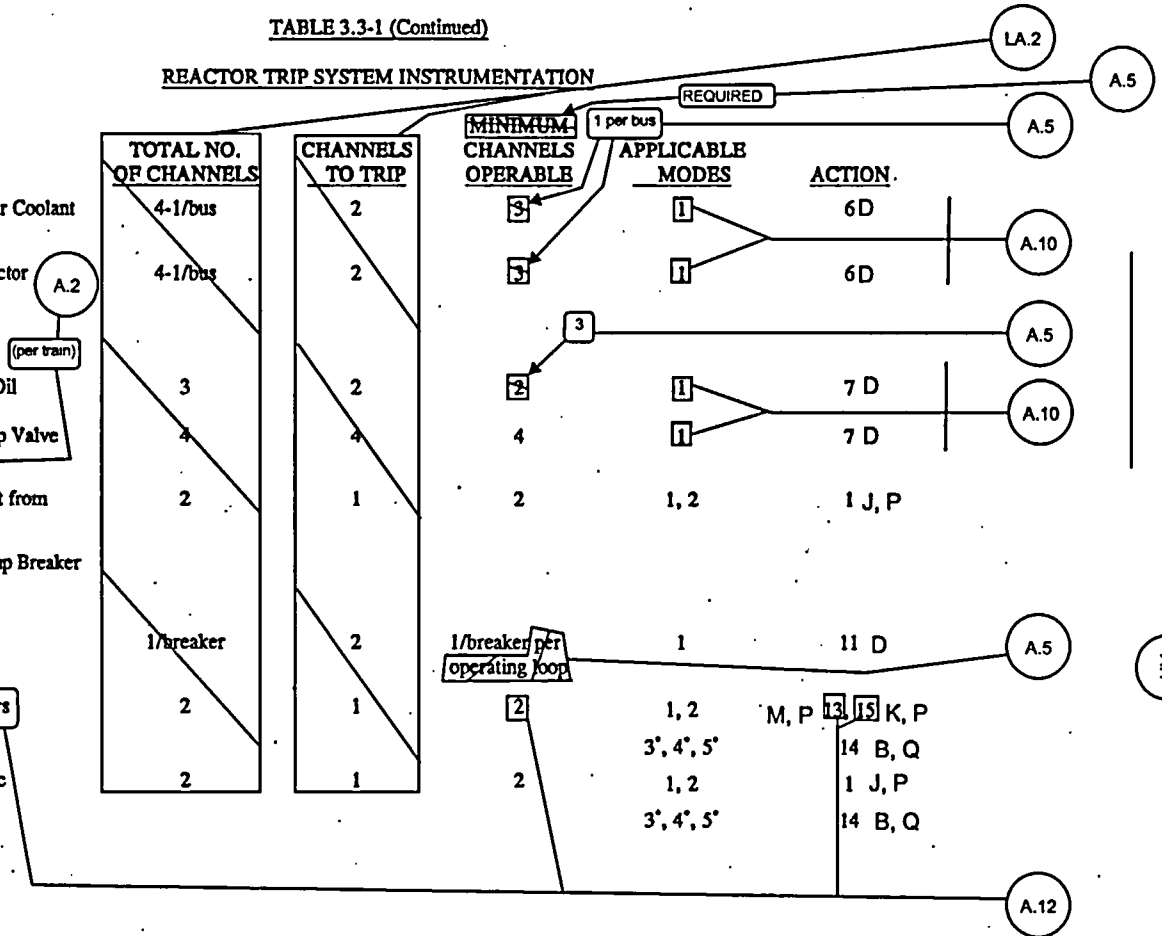 TABLE 3.3-1 (Continued)
LA.2
REACTOR TRIP SYSTEM INSTRUMENTATION
A.5
REQUIRED
MINIMUM 1 per bus A.5
TOTAL NO. CHANNELS CHANNELS APPLICABLE
OF CHANNELS TO TRIP OPERABLE MODES ACTION.
r Coolant 4-1/bus 2 3 1 6D
A.10
ctor 4-1/bus 2 3 1 6D
A.2
3 A.5
(per train)
Oil 3 2 2 1 7 D
A.10
p Valve 4 4 4 1 7 D
t from 2 1 2 1, 2 1 J, P
mp Breaker
1/breaker 2 1/breaker per 1 11 D A.5
operating loop
rs 2 1 2 1, 2 M, P 13, 15 K, P
3*, 4*, 5* 14 B, Q
c 2 1 2 1, 2 1 J, P
3*, 4*, 5* 14 B, Q
A.12